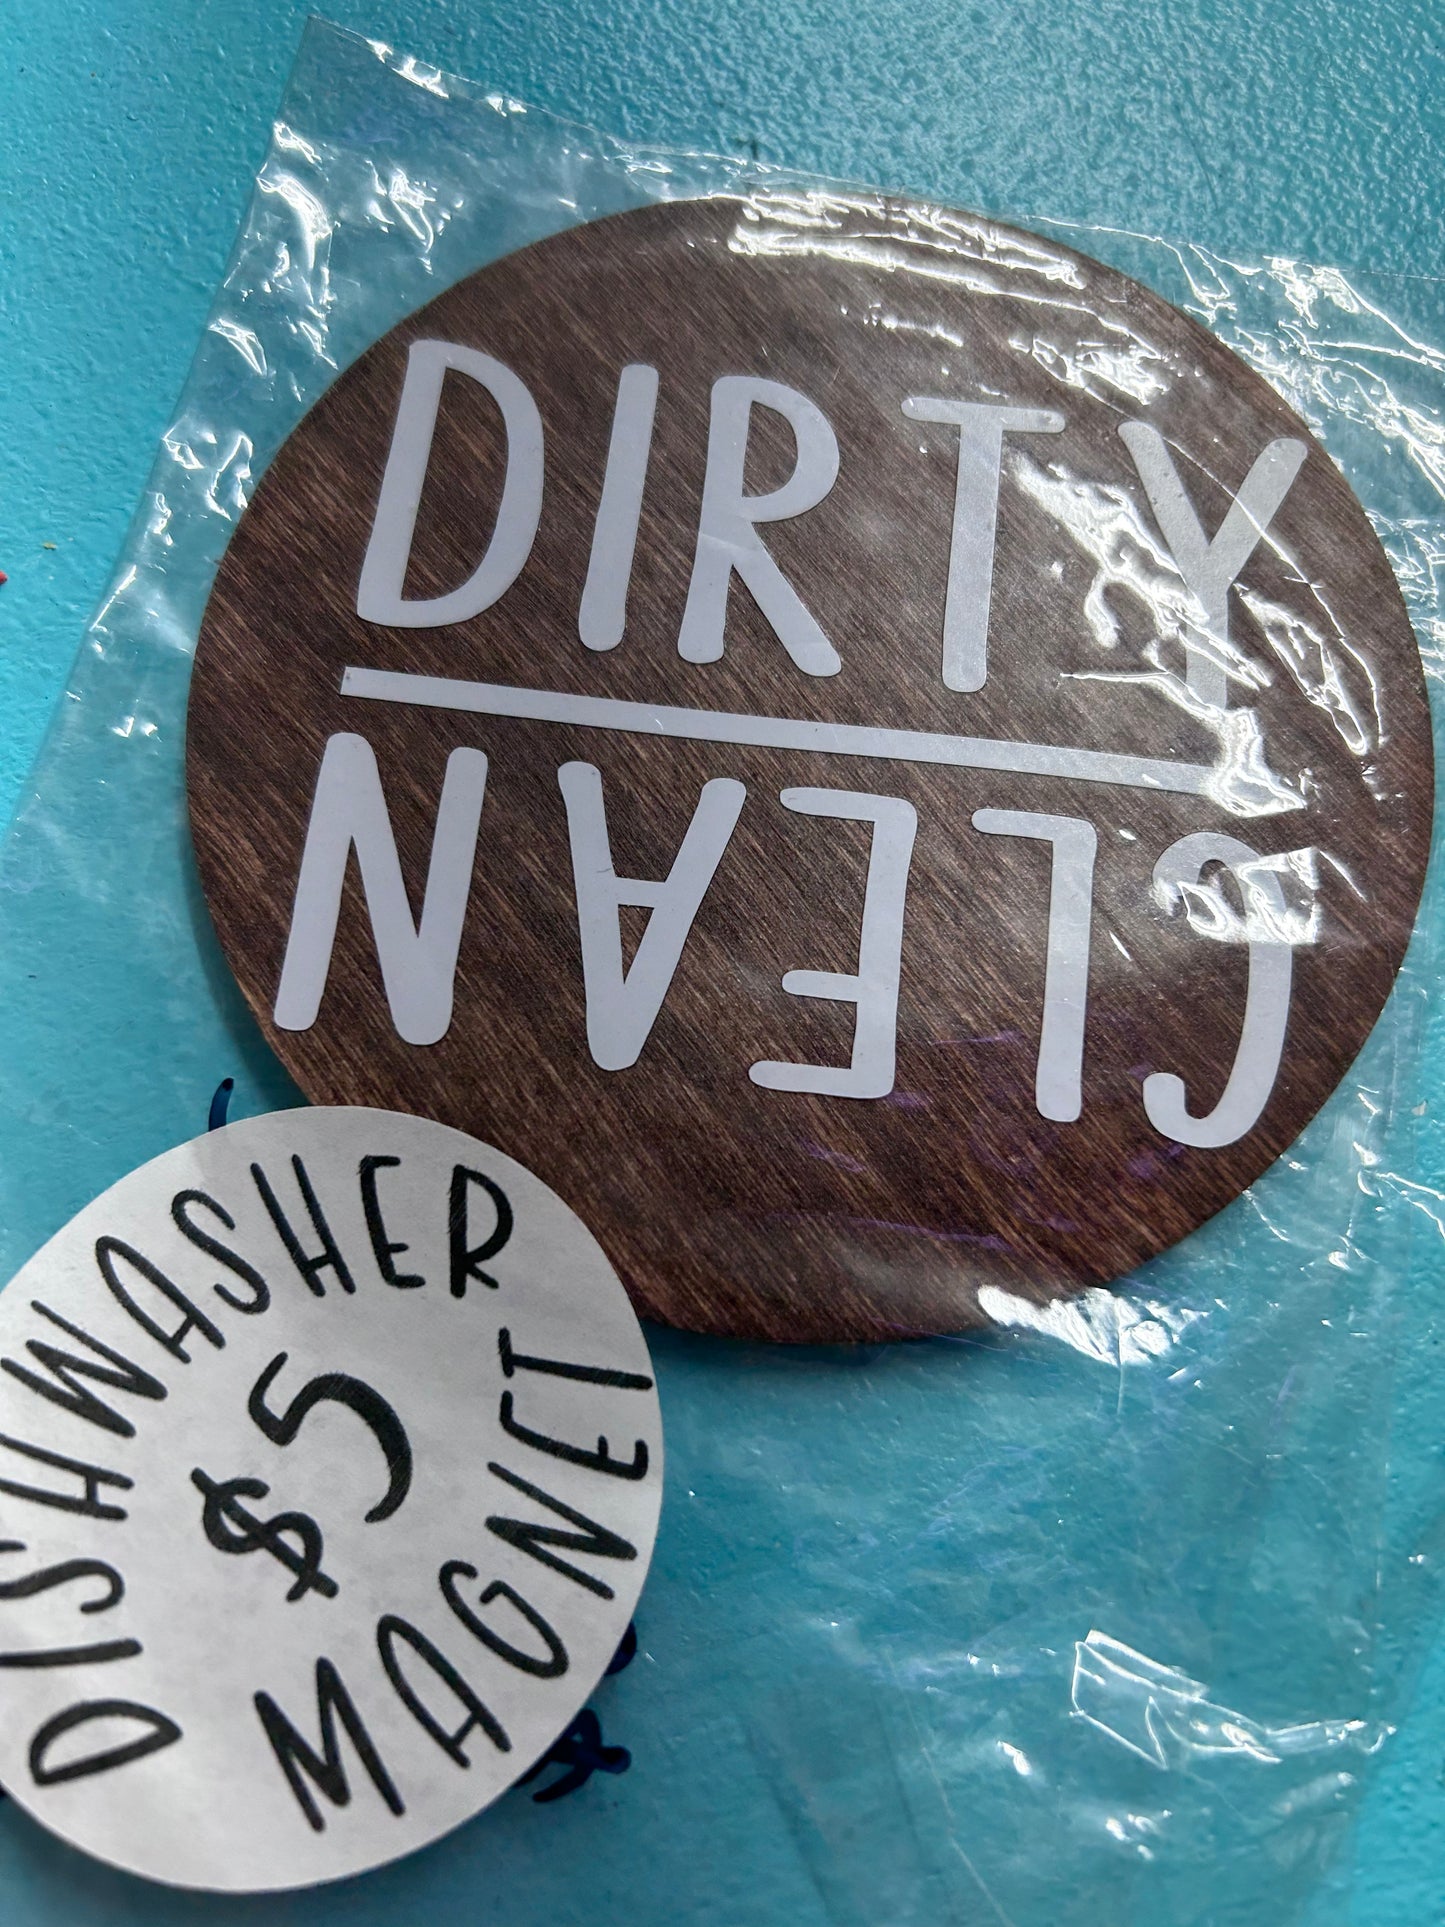 DIRTY
CLEAN
DISHWASHER
$5
MAGNET